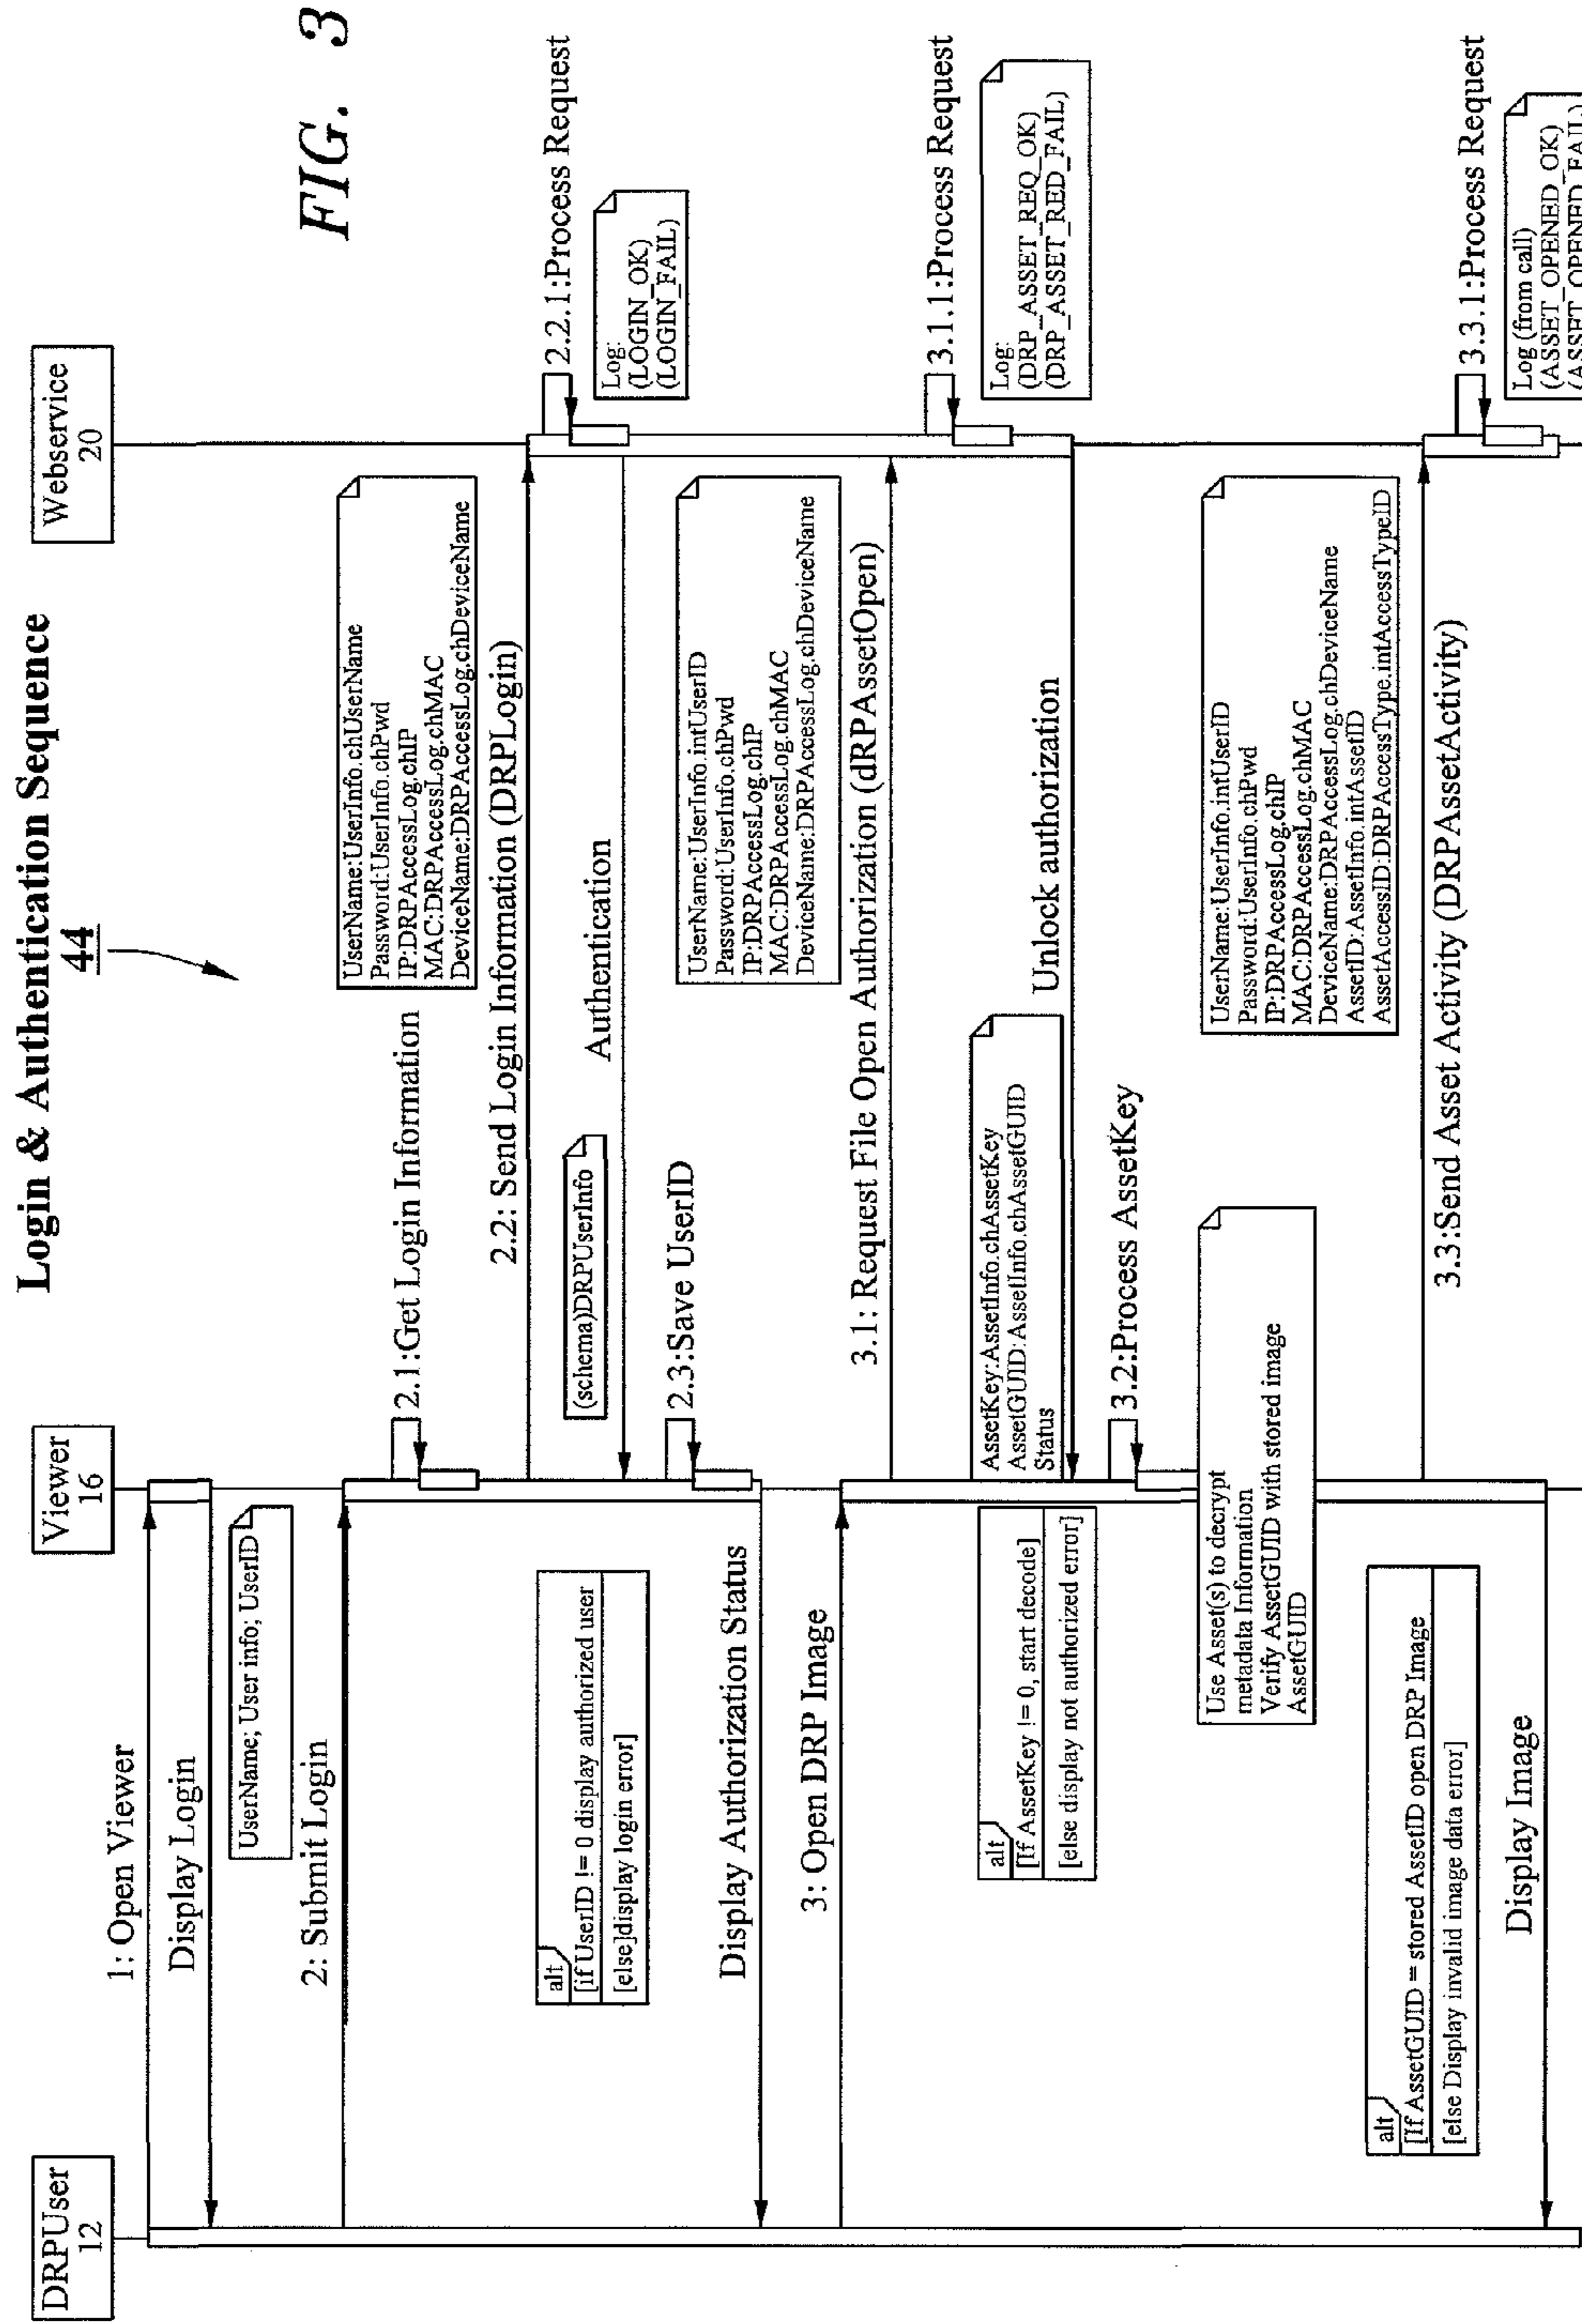 Login & Authentication Sequence
44
FIG. 3
DRPUser
12
Viewer
16
Webservice
20
1: Open Viewer
Display Login
UserName; User info; UserID
2: Submit Login
2.1:Get Login Information
UserName:UserInfo.chUserName
Password:UserInfo.chPwd
IP:DRPAccessLog.chIP
MAC:DRPAccessLog.chMAC
DeviceName:DRPAccessLog.chDeviceName
2.2: Send Login Information (DRPLogin)
2.2.1:Process Request
Log:
(LOGIN_OK)
(LOGIN_FAIL)
alt
[if UserID != 0 display authorized user
[else]display login error]
(schema)DRPUserInfo
Authentication
2.3:Save UserID
Display Authorization Status
UserName:UserInfo.intUserID
Password:UserInfo.chPwd
IP:DRPAccessLog.chIP
MAC:DRPAccessLog.chMAC
DeviceName:DRPAccessLog.chDeviceName
3: Open DRP Image
3.1: Request File Open Authorization (dRPAssetOpen)
3.1.1:Process Request
Log:
(DRP_ASSET_REQ_OK)
(DRP_ASSET_RED_FAIL)
alt
[If AssetKey != 0, start decode]
[else display not authorized error]
AssetKey:AssetInfo.chAssetKey
AssetGUID:AssetInfo.chAssetGUID
Status
Unlock authorization
3.2:Process AssetKey
Use Asset(s) to decrypt
metadata Information
Verify AssetGUID with stored image
AssetGUID
UserName:UserInfo.intUserID
Password:UserInfo.chPwd
IP:DRPAccessLog.chIP
MAC:DRPAccessLog.chMAC
DeviceName:DRPAccessLog.chDeviceName
AssetID:AssetInfo.intAssetID
AssetAccessID:DRPAccessType.intAccessTypeID
alt
[If AssetGUID = stored AssetID open DRP Image
[else Display invalid image data error]
3.3:Send Asset Activity (DRPAssetActivity)
3.3.1:Process Request
Log (from call)
(ASSET_OPENED_OK)
(ASSET_OPENED_FAIL)
Display Image